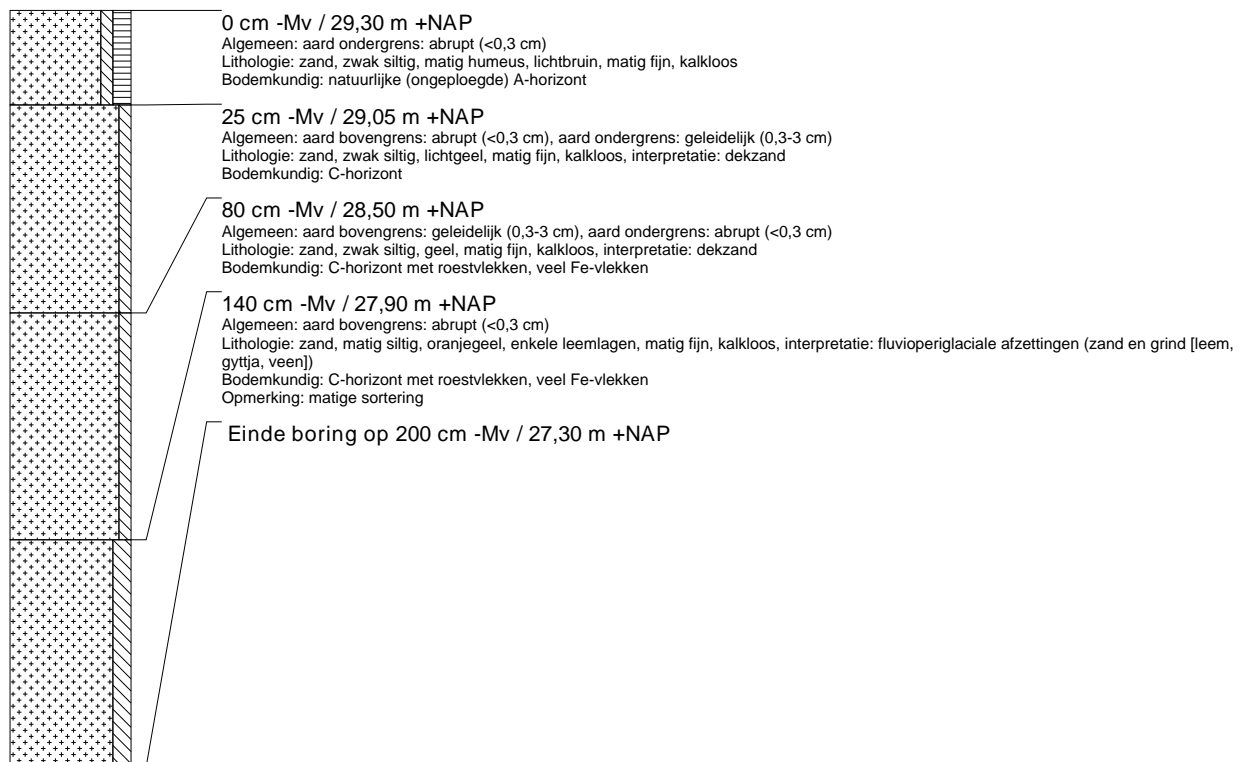 0 cm -Mv / 29,30 m +NAP
Algemeen: aard ondergrens: abrupt (<0,3 cm)
Lithologie: zand, zwak siltig, matig humeus, lichtbruin, matig fijn, kalkloos
Bodemkundig: natuurlijke (ongeploegde) A-horizont
25 cm -Mv / 29,05 m +NAP
Algemeen: aard bovengrens: abrupt (<0,3 cm), aard ondergrens: geleidelijk (0,3-3 cm)
Lithologie: zand, zwak siltig, lichtgeel, matig fijn, kalkloos, interpretatie: dekzand
Bodemkundig: C-horizont
80 cm -Mv / 28,50 m +NAP
Algemeen: aard bovengrens: geleidelijk (0,3-3 cm), aard ondergrens: abrupt (<0,3 cm)
Lithologie: zand, zwak siltig, geel, matig fijn, kalkloos, interpretatie: dekzand
Bodemkundig: C-horizont met roestvlekken, veel Fe-vlekken
140 cm -Mv / 27,90 m +NAP
Algemeen: aard bovengrens: abrupt (<0,3 cm)
Lithologie: zand, matig siltig, oranjegeel, enkele leemlagen, matig fijn, kalkloos, interpretatie: fluvioperiglaciale afzettingen (zand en grind [leem,
gyttja, veen])
Bodemkundig: C-horizont met roestvlekken, veel Fe-vlekken
Opmerking: matige sortering
Einde boring op 200 cm -Mv / 27,30 m +NAP